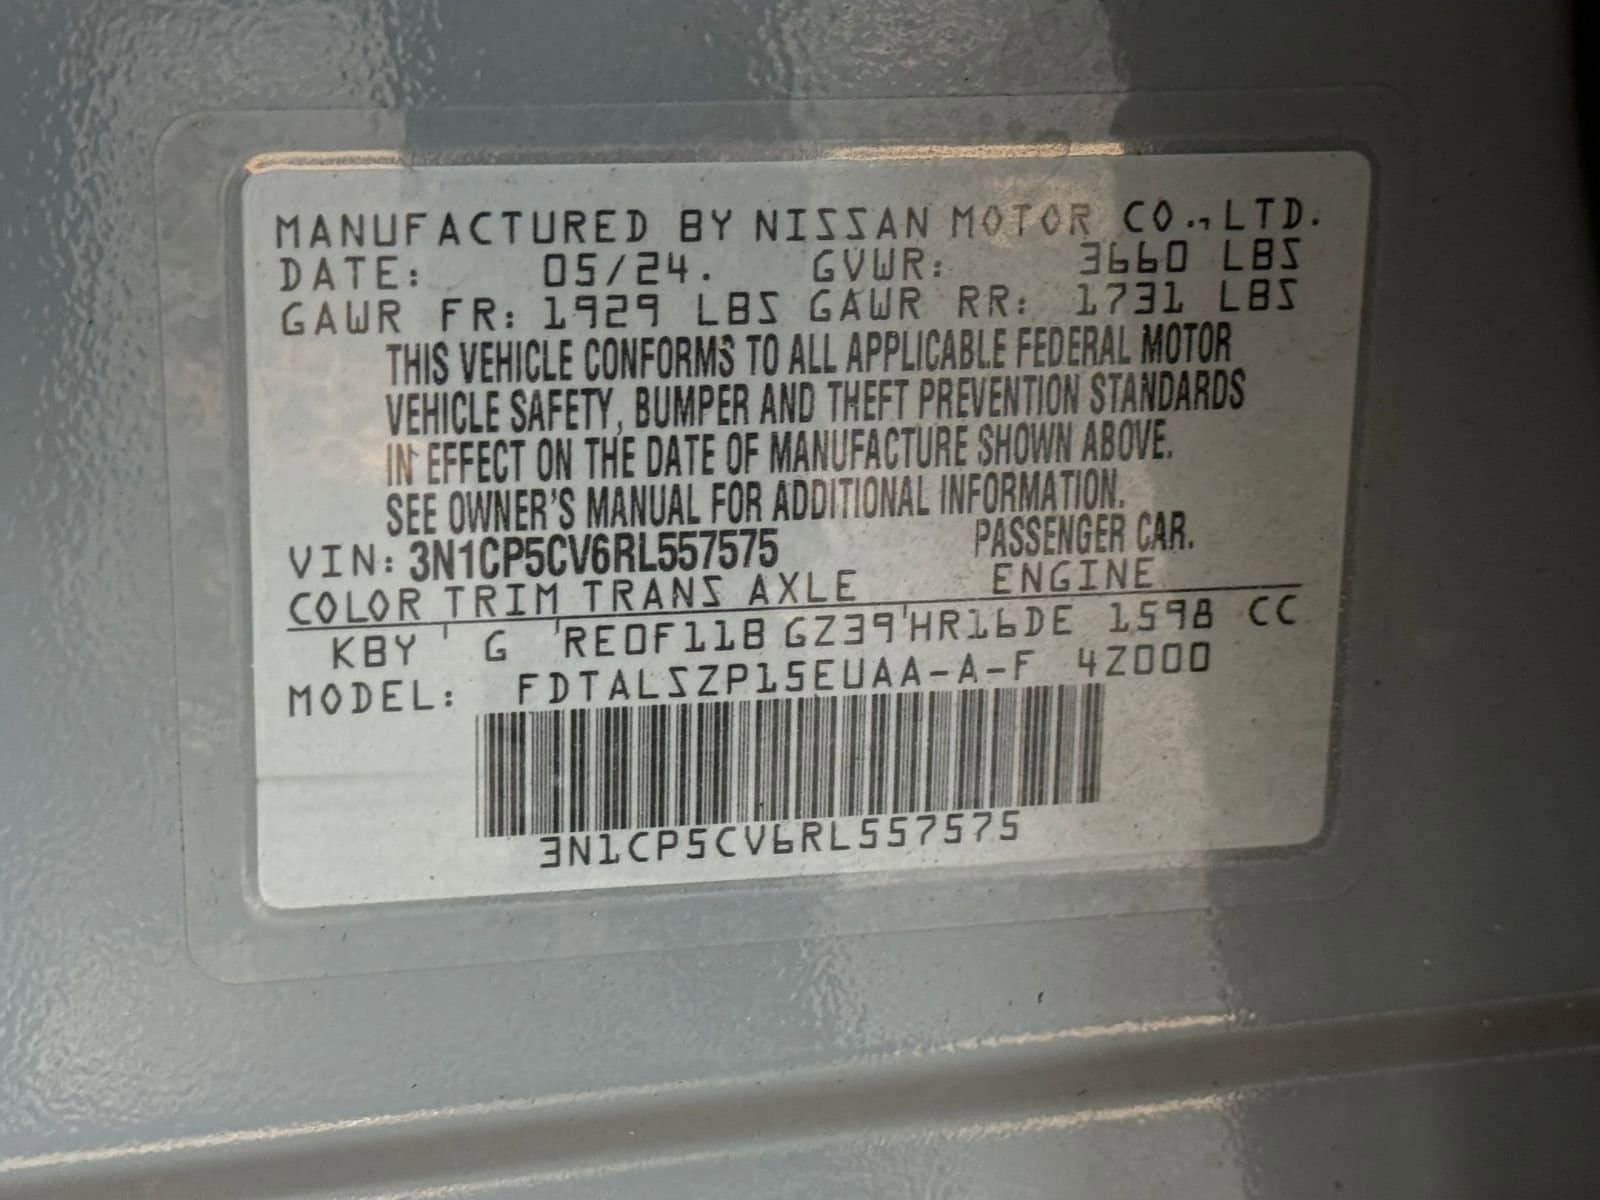 MANUFACTURED BY NISSAN MOTOR CO.,LTD.
DATE: 05/24. GVWR: 3660 LBS
GAWR FR: 1929 LBS GAWR RR: 1731 LBS
THIS VEHICLE CONFORMS TO ALL APPLICABLE FEDERAL MOTOR
VEHICLE SAFETY, BUMPER AND THEFT PREVENTION STANDARDS
IN EFFECT ON THE DATE OF MANUFACTURE SHOWN ABOVE.
SEE OWNER'S MANUAL FOR ADDITIONAL INFORMATION.
VIN: 3N1CP5CV6RL557575 PASSENGER CAR.
COLOR TRIM TRANS AXLE ENGINE
KBY ' G 'RE0F11B GZ39'HR16DE 1598 CC
MODEL: FDTALSZP15EUAA-A-F 4Z000
3N1CP5CV6RL557575